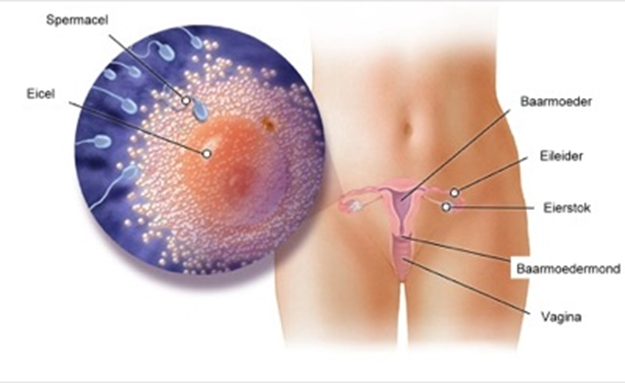 Spermacel
Eicel
Baarmoeder
Eileider
Eierstok
Baarmoedermond
Vagina